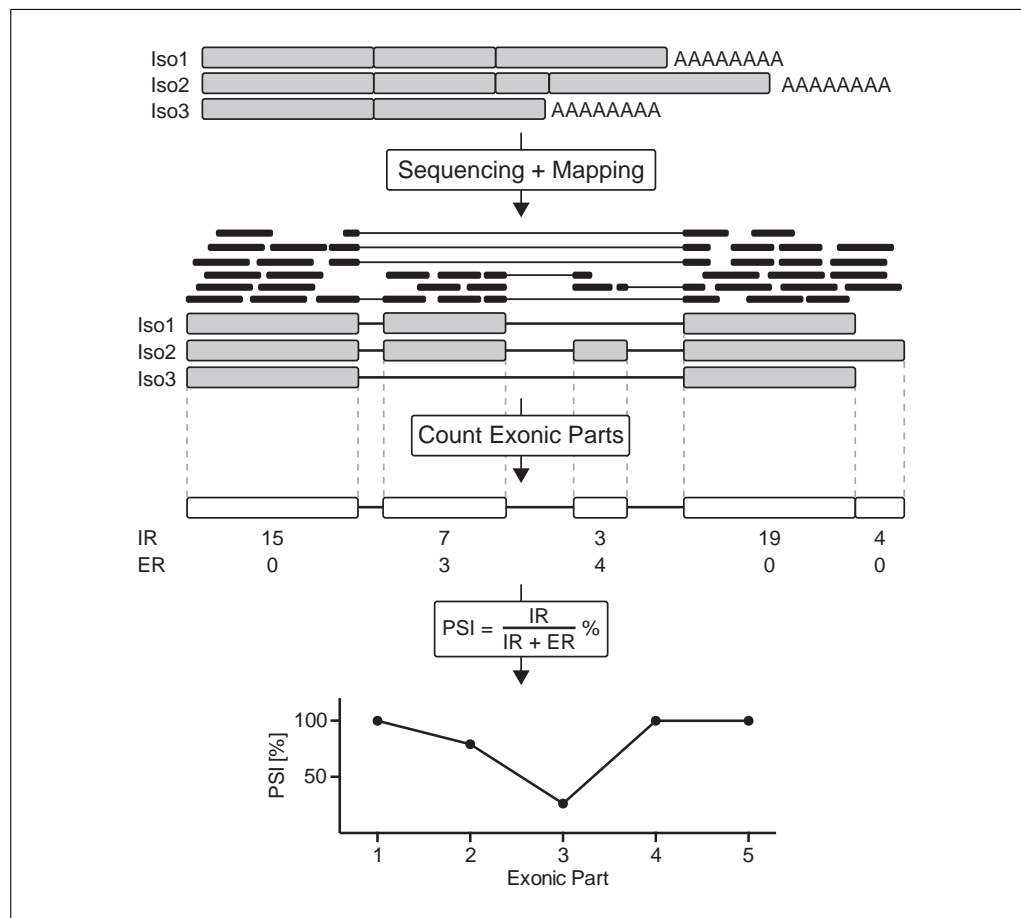 Iso1 AAAAAAAA
Iso2 AAAAAAAA
Iso3 AAAAAAAA
Sequencing + Mapping
Iso1
Iso2
Iso3
Count Exonic Parts
IR 15 7 3 19 4
ER 0 3 4 0 0
PSI = IR / IR + ER %
PSI [%]
100
50
1 2 3 4 5
Exonic Part